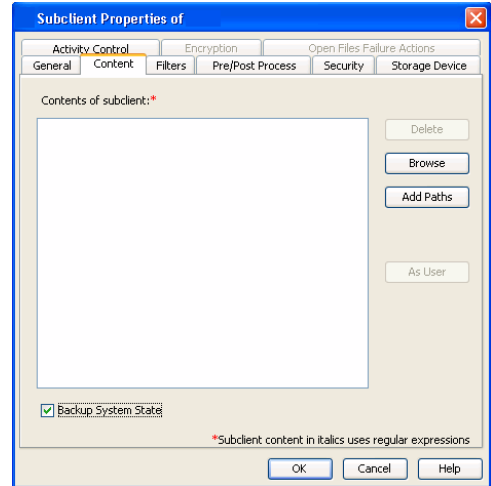 Subclient Properties of
Activity Control Encryption Open Files Failure Actions
General Content Filters Pre/Post Process Security Storage Device
Contents of subclient:*
Delete
Browse
Add Paths
As User
Backup System State
*Subclient content in italics uses regular expressions
OK Cancel Help